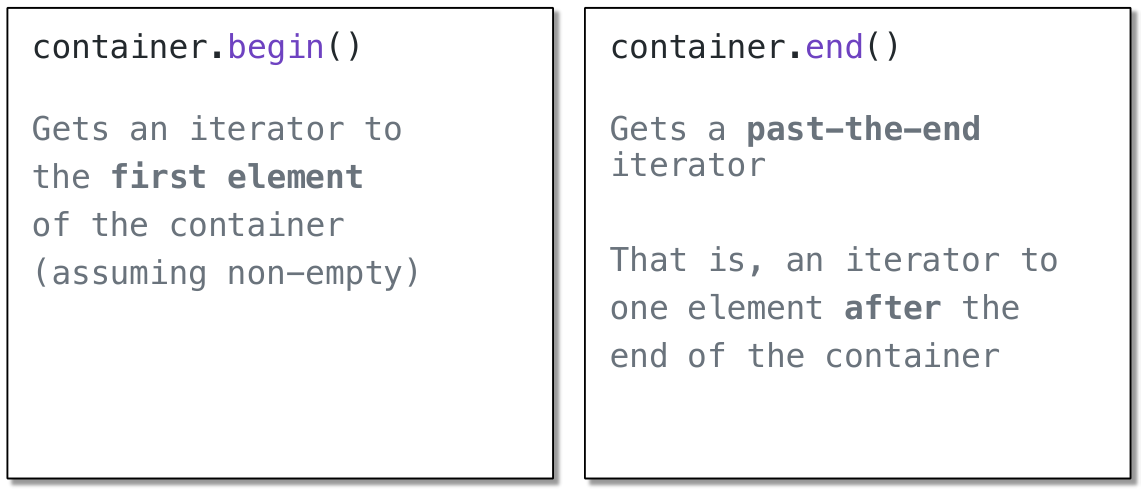 container.begin()
Gets an iterator to
the first element
of the container
(assuming non-empty)
container.end()
Gets a past-the-end
iterator
That is, an iterator to
one element after the
end of the container